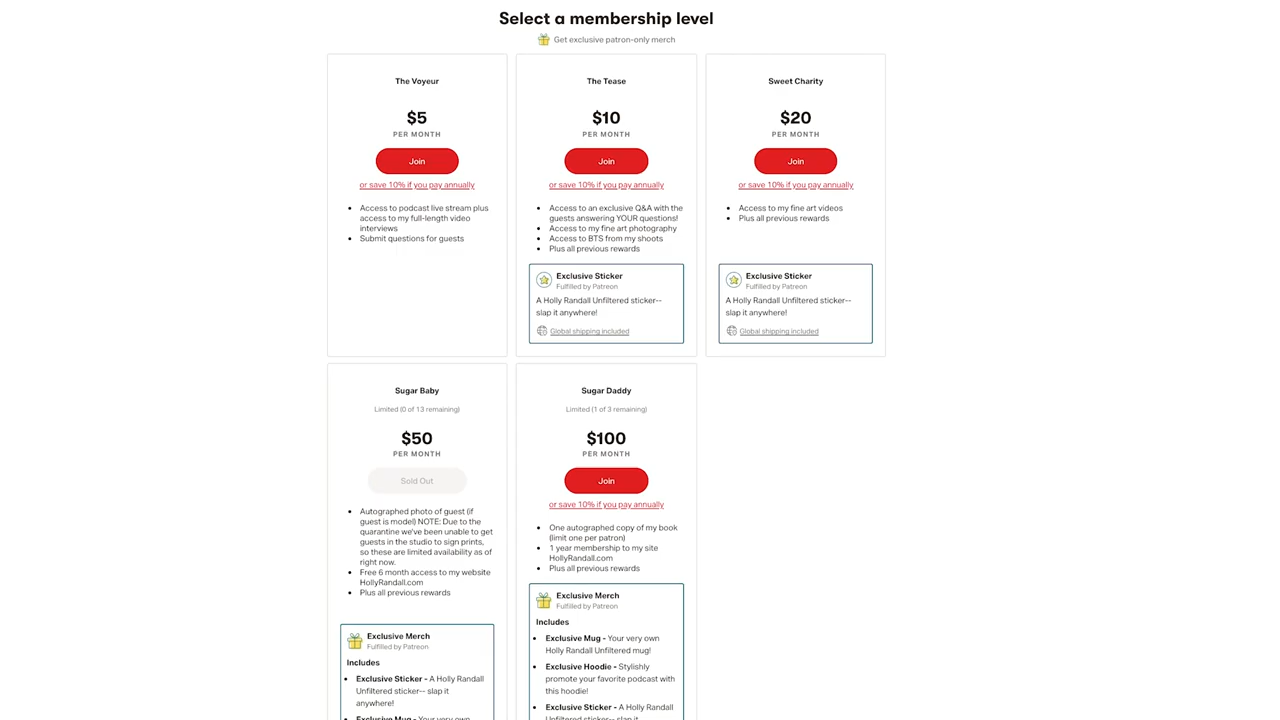 Select a membership level
Get exclusive patron-only merch
The Voyeur
$5
PER MONTH
Join
or save 10% if you pay annually
Access to podcast live stream plus
access to my full-length video
interviews
Submit questions for guests
The Tease
$10
PER MONTH
Join
or save 10% if you pay annually
Access to an exclusive Q&A with the
guests answering YOUR questions!
Access to my fine art photography
Access to BTS from my shoots
Plus all previous rewards
Exclusive Sticker
Fulfilled by Patreon
A Holly Randall Unfiltered sticker--
slap it anywhere!
Global shipping included
Sweet Charity
$20
PER MONTH
Join
or save 10% if you pay annually
Access to my fine art videos
Plus all previous rewards
Exclusive Sticker
Fulfilled by Patreon
A Holly Randall Unfiltered sticker--
slap it anywhere!
Global shipping included
Sugar Baby
Limited (0 of 13 remaining)
$50
PER MONTH
Sold Out
Autographed photo of guest (if
guest is model) NOTE: Due to the
quarantine we've been unable to get
guests in the studio to sign prints,
so these are limited availability as of
right now.
Free 6 month access to my website
HollyRandall.com
Plus all previous rewards
Exclusive Merch
Fulfilled by Patreon
Includes
Exclusive Sticker - A Holly Randall
Unfiltered sticker-- slap it
anywhere!
Exclusive Mug - Your very own
Sugar Daddy
Limited (1 of 3 remaining)
$100
PER MONTH
Join
or save 10% if you pay annually
One autographed copy of my book
(limit one per patron)
1 year membership to my site
HollyRandall.com
Plus all previous rewards
Exclusive Merch
Fulfilled by Patreon
Includes
Exclusive Mug - Your very own
Holly Randall Unfiltered mug!
Exclusive Hoodie - Stylishly
promote your favorite podcast with
this hoodie!
Exclusive Sticker - A Holly Randall
Unfiltered sticker-- slap it